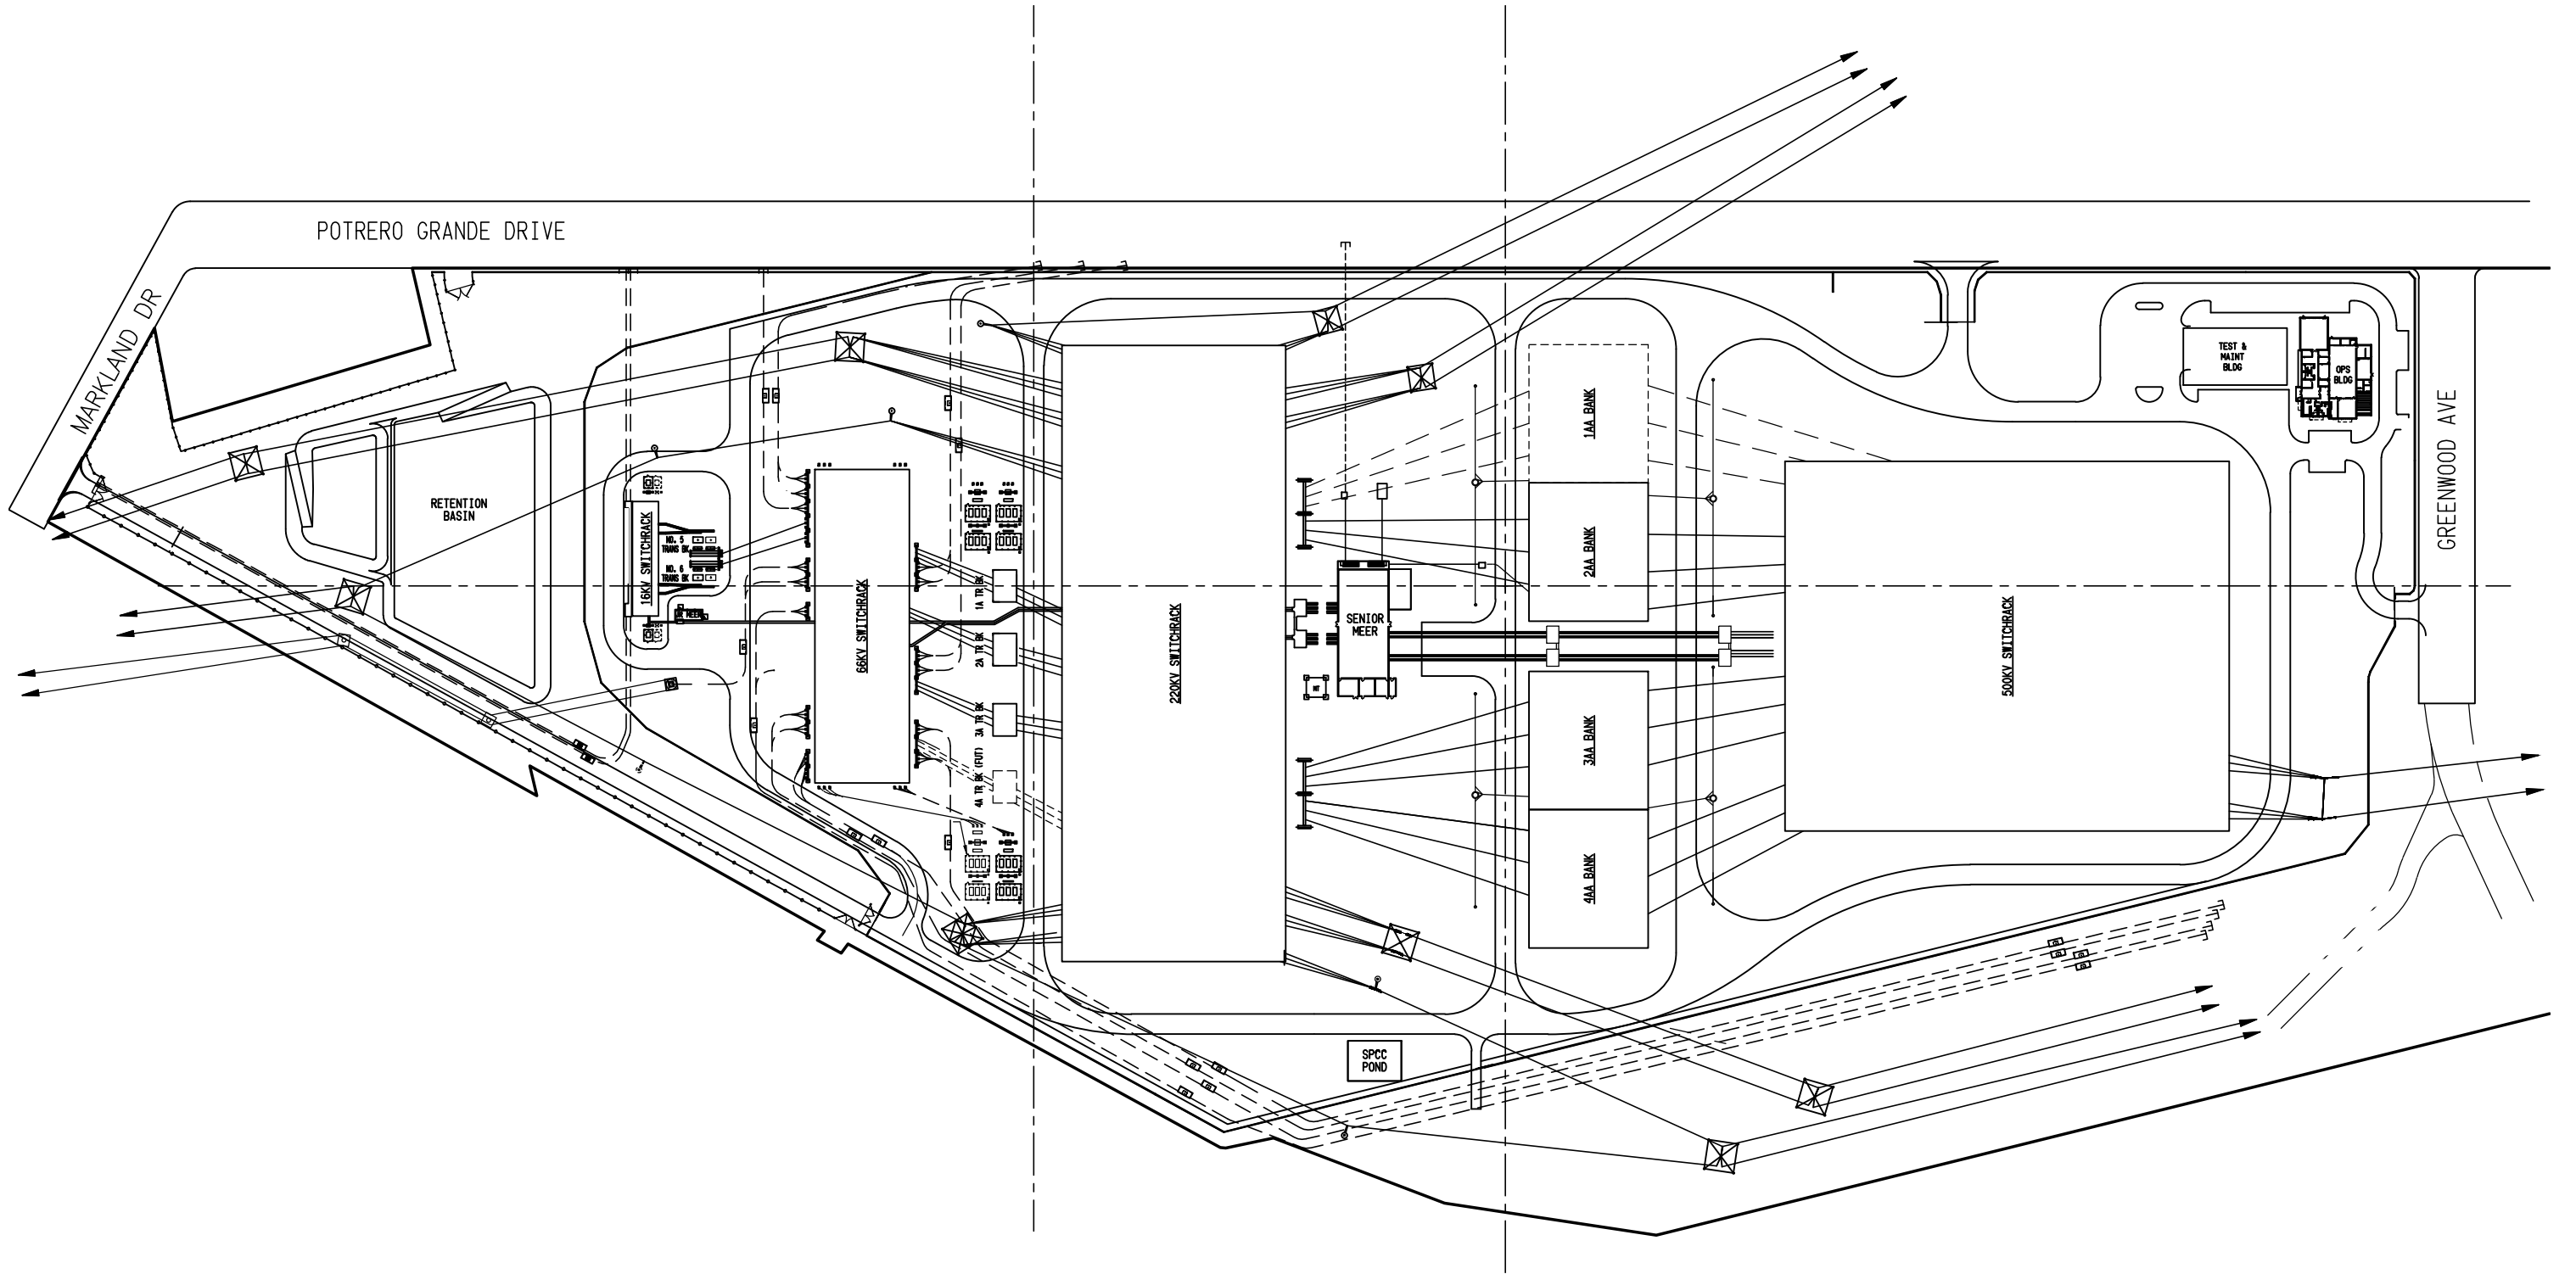 POTRERO GRANDE DRIVE
MARKLAND DR
GREENWOOD AVE
TEST &
MAINT
BLDG
OPS
BLDG
RETENTION
BASIN
16KV SWITCHRACK
NO. 5
TRANS BK
NO. 6
TRANS BK
MEER
66KV SWITCHRACK
1A TR BK
2A TR BK
3A TR BK
4A TR BK (FUT)
220KV SWITCHRACK
SENIOR
MEER
MT
1AA BANK
2AA BANK
3AA BANK
4AA BANK
500KV SWITCHRACK
SPCC
POND